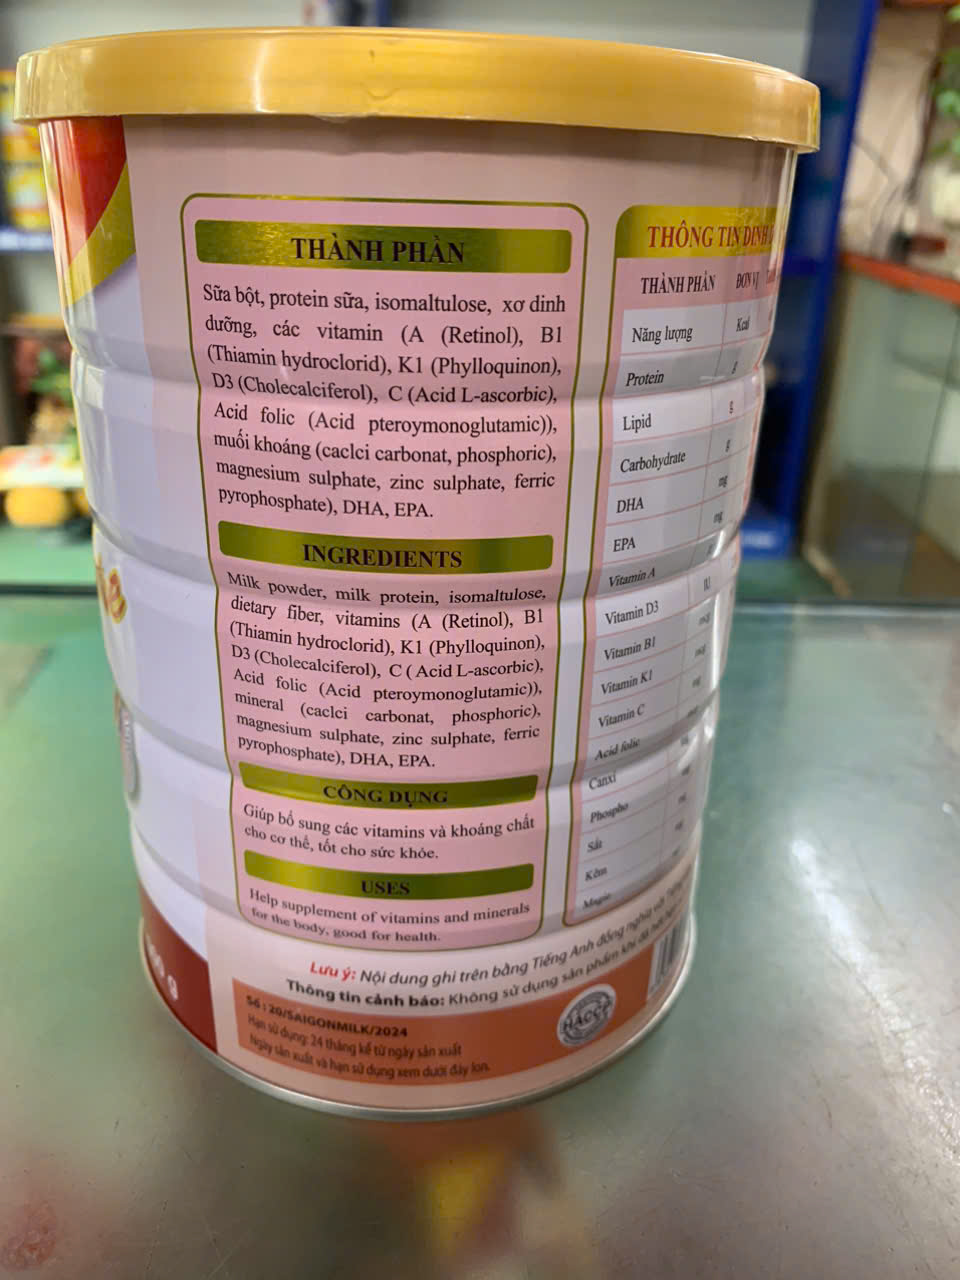 THÀNH PHẦN
Sữa bột, protein sữa, isomaltulose, xơ dinh
dưỡng, các vitamin (A (Retinol), B1
(Thiamin hydroclorid), K1 (Phylloquinon),
D3 (Cholecalciferol), C (Acid L-ascorbic),
Acid folic (Acid pteroymonoglutamic)),
muối khoáng (caclci carbonat, phosphoric),
magnesium sulphate, zinc sulphate, ferric
pyrophosphate), DHA, EPA.
INGREDIENTS
Milk powder, milk protein, isomaltulose,
dietary fiber, vitamins (A (Retinol), B1
(Thiamin hydroclorid), K1 (Phylloquinon),
D3 (Cholecalciferol), C ( Acid L-ascorbic),
Acid folic (Acid pteroymonoglutamic)),
mineral (caclci carbonat, phosphoric),
magnesium sulphate, zinc sulphate, ferric
pyrophosphate), DHA, EPA.
CÔNG DỤNG
Giúp bổ sung các vitamins và khoáng chất
cho cơ thể, tốt cho sức khỏe.
USES
Help supplement of vitamins and minerals
for the body, good for health.
THÔNG TIN DINH
THÀNH PHẦN ĐƠN VỊ
Năng lượng Kcal
Protein g
Lipid g
Carbohydrate g
DHA mg
EPA mg
Vitamin A
Vitamin D3 IU
Vitamin B1
Vitamin K1
Vitamin C
Acid folic
Canxi
Phospho
Sắt
Kẽm
Magie
Lưu ý: Nội dung ghi trên bằng Tiếng Anh đồng nghĩa với Tiếng
Thông tin cảnh báo: Không sử dụng sản phẩm khi đã hết
Số : 20/SAIGONMILK/2024
Hạn sử dụng: 24 tháng kể từ ngày sản xuất
Ngày sản xuất và hạn sử dụng xem dưới đáy lon.
HACCP
g